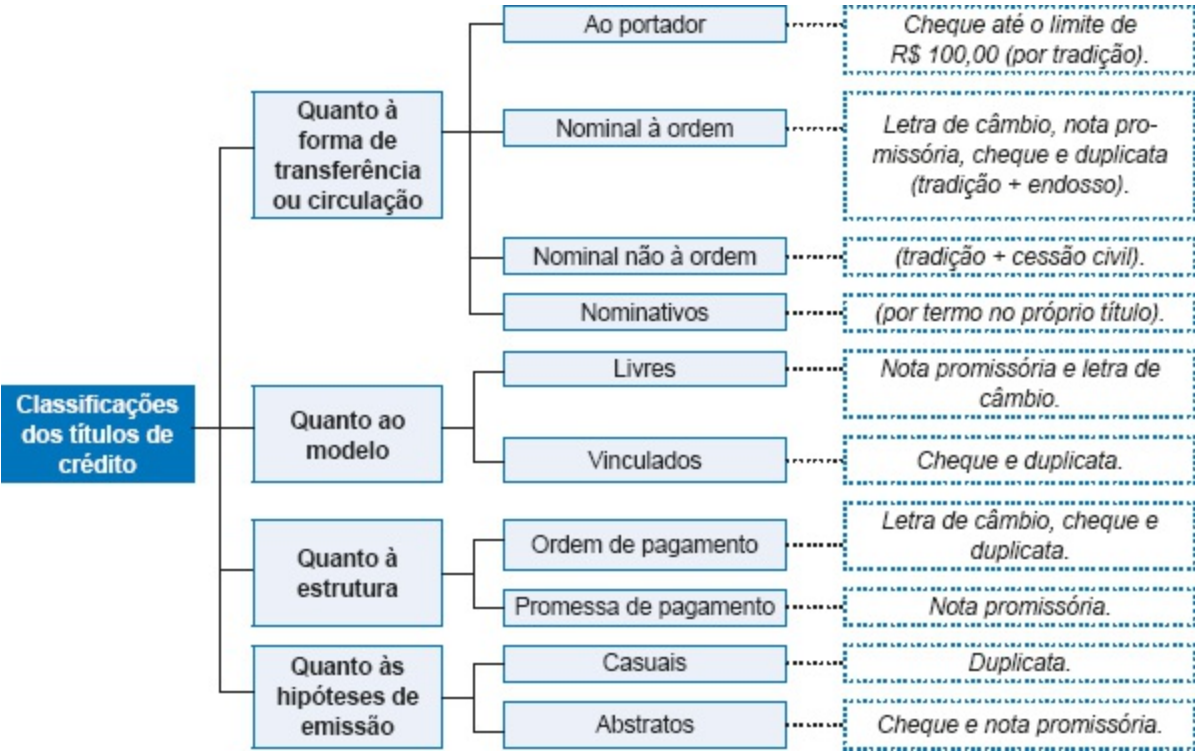 Classificações
dos títulos de
crédito
Quanto à
forma de
transferência
ou circulação
Ao portador
Cheque até o limite de
R$ 100,00 (por tradição).
Nominal à ordem
Letra de câmbio, nota pro-
missória, cheque e duplicata
(tradição + endosso).
Nominal não à ordem
(tradição + cessão civil).
Nominativos
(por termo no próprio título).
Quanto ao
modelo
Livres
Nota promissória e letra de
câmbio.
Vinculados
Cheque e duplicata.
Quanto à
estrutura
Ordem de pagamento
Letra de câmbio, cheque e
duplicata.
Promessa de pagamento
Nota promissória.
Quanto às
hipóteses de
emissão
Casuais
Duplicata.
Abstratos
Cheque e nota promissória.